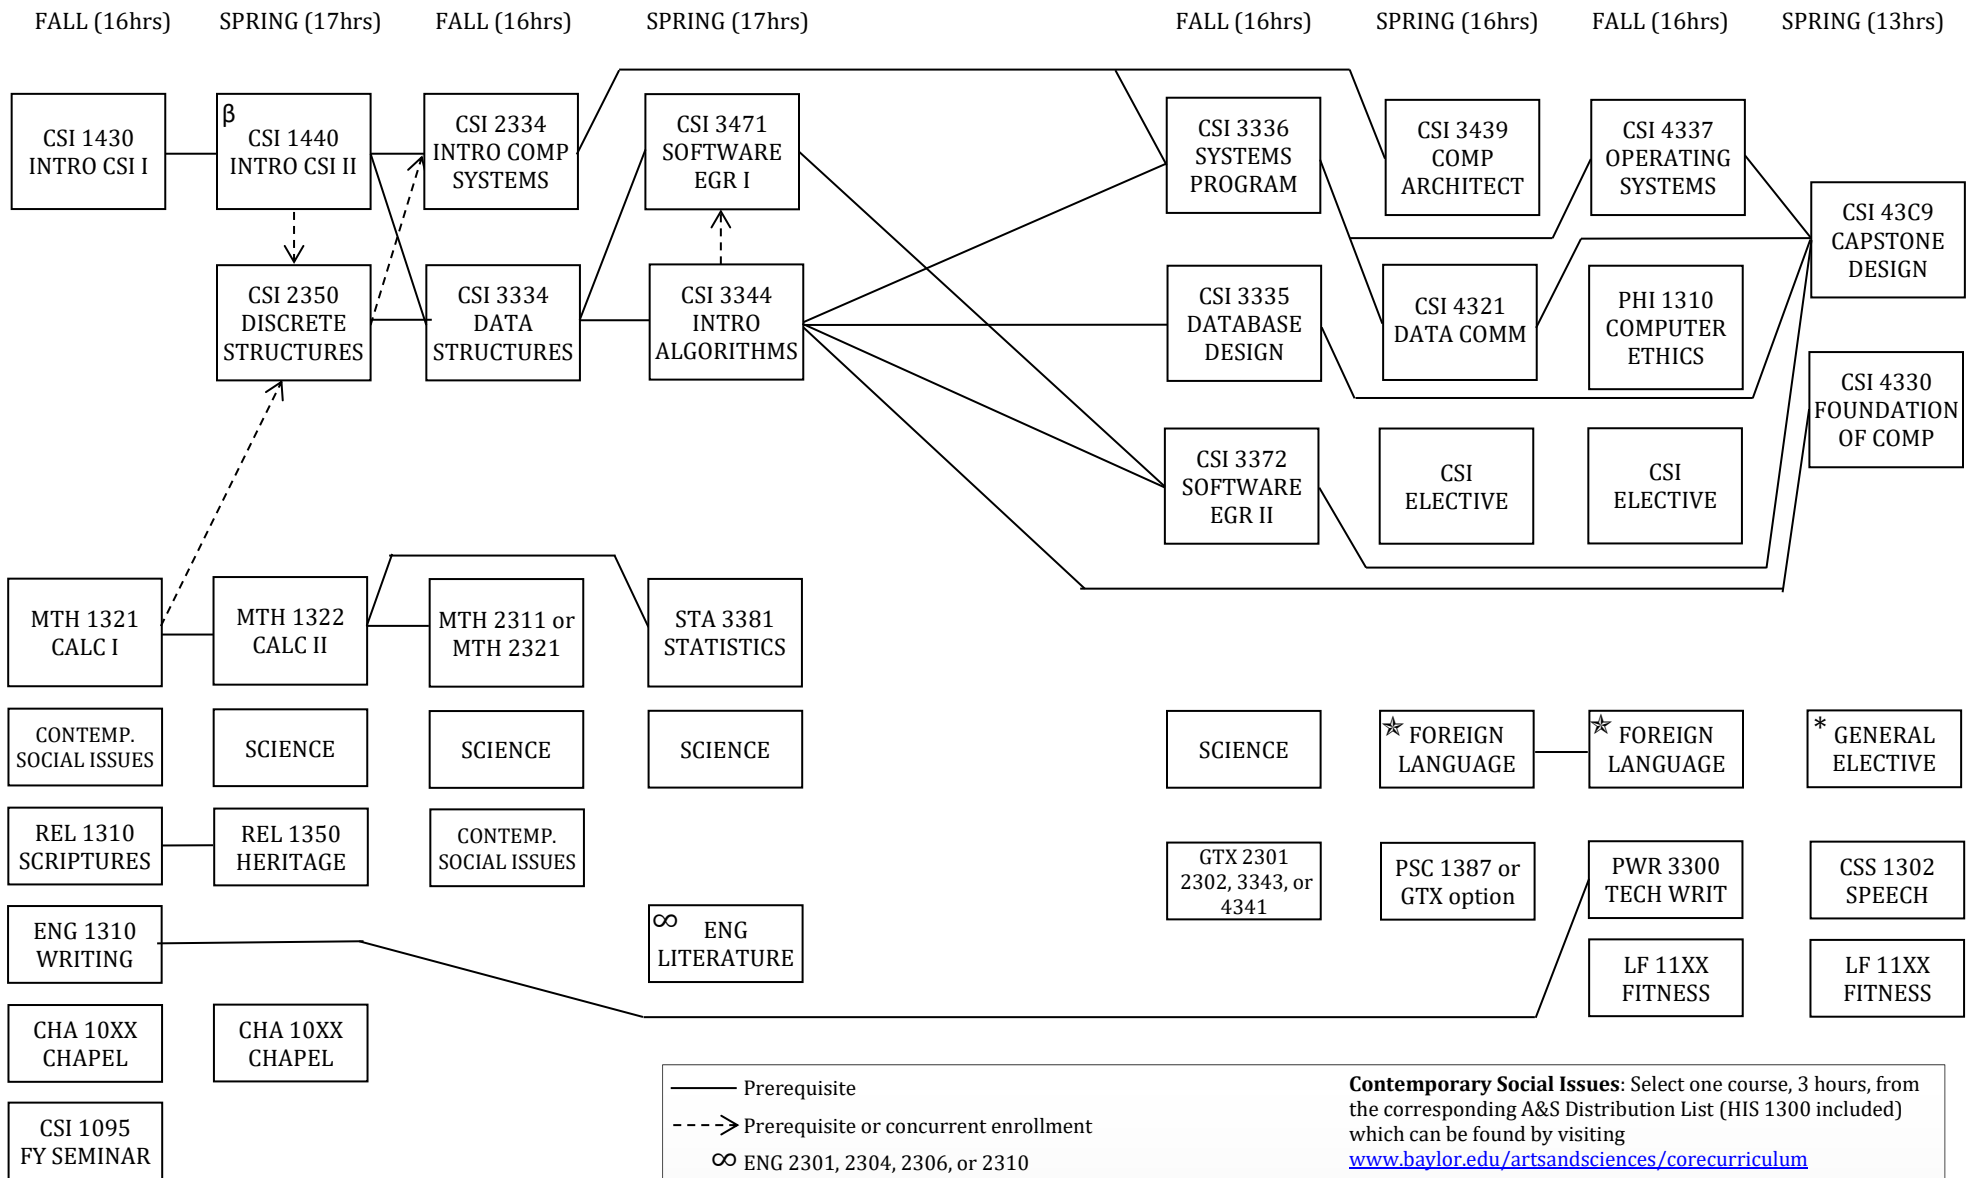 FALL (16hrs) SPRING (17hrs) FALL (16hrs) SPRING (17hrs) FALL (16hrs) SPRING (16hrs) FALL (16hrs) SPRING (13hrs)
CSI 1430
INTRO CSI I
β
CSI 1440
INTRO CSI II
CSI 2334
INTRO COMP
SYSTEMS
CSI 3471
SOFTWARE
EGR I
CSI 3336
SYSTEMS
PROGRAM
CSI 3439
COMP
ARCHITECT
CSI 4337
OPERATING
SYSTEMS
CSI 43C9
CAPSTONE
DESIGN
CSI 2350
DISCRETE
STRUCTURES
CSI 3334
DATA
STRUCTURES
CSI 3344
INTRO
ALGORITHMS
CSI 3335
DATABASE
DESIGN
CSI 4321
DATA COMM
PHI 1310
COMPUTER
ETHICS
CSI 4330
FOUNDATION
OF COMP
CSI 3372
SOFTWARE
EGR II
CSI
ELECTIVE
CSI
ELECTIVE
MTH 1321
CALC I
MTH 1322
CALC II
MTH 2311 or
MTH 2321
STA 3381
STATISTICS
CONTEMP.
SOCIAL ISSUES
SCIENCE
SCIENCE
SCIENCE
SCIENCE
✯ FOREIGN
LANGUAGE
✯ FOREIGN
LANGUAGE
* GENERAL
ELECTIVE
REL 1310
SCRIPTURES
REL 1350
HERITAGE
CONTEMP.
SOCIAL ISSUES
GTX 2301
2302, 3343, or
4341
PSC 1387 or
GTX option
PWR 3300
TECH WRIT
CSS 1302
SPEECH
ENG 1310
WRITING
∞ ENG
LITERATURE
LF 11XX
FITNESS
LF 11XX
FITNESS
CHA 10XX
CHAPEL
CHA 10XX
CHAPEL
CSI 1095
FY SEMINAR
Prerequisite
Prerequisite or concurrent enrollment
∞ ENG 2301, 2304, 2306, or 2310
Contemporary Social Issues: Select one course, 3 hours, from
the corresponding A&S Distribution List (HIS 1300 included)
which can be found by visiting
www.baylor.edu/artsandsciences/corecurriculum